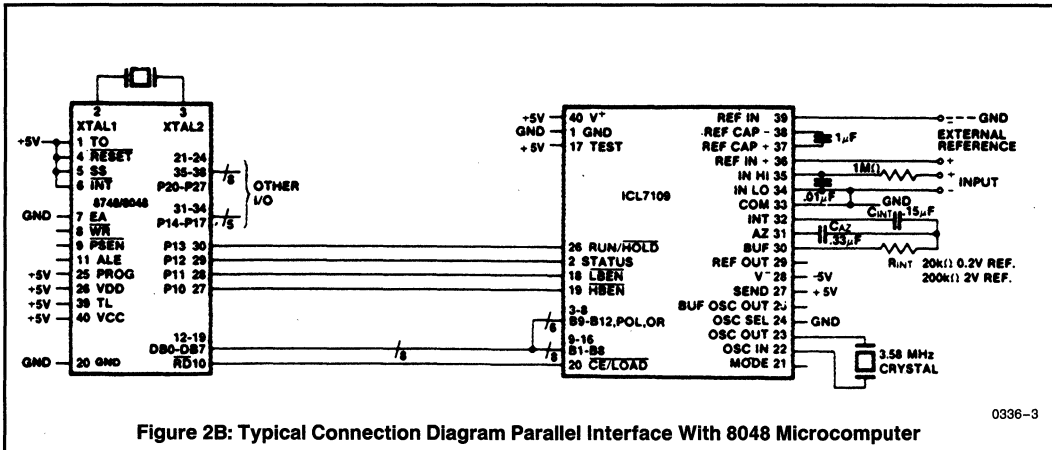 2
3
XTAL1
XTAL2
+5V
1 TO
4 RESET
5 SS
6 INT
21-24
35-38
P20-P27
8
OTHER
I/O
8748/8048
31-34
P14-P17
5
GND
7 EA
8 WR
9 PSEN
11 ALE
+5V
25 PROG
+5V
26 VDD
+5V
39 TL
+5V
40 VCC
P13 30
P12 29
P11 28
P10 27
12-19
DB0-DB7
8
GND
20 GND
RD10
+5V
40 V+
GND
1 GND
+5V
17 TEST
ICL7109
26 RUN/HOLD
2 STATUS
18 LBEN
19 HBEN
3-8
B9-B12,POL,OR
6
9-16
B1-B8
8
20 CE/LOAD
REF IN - 39
REF CAP - 38
REF CAP + 37
REF IN + 36
IN HI 35
IN LO 34
COM 33
INT 32
AZ 31
BUF 30
REF OUT 29
V- 28
SEND 27
BUF OSC OUT 25
OSC SEL 24
OSC OUT 23
OSC IN 22
MODE 21
- GND
EXTERNAL
REFERENCE
+
1µF
1MΩ
+
INPUT
-
.01µF
GND
CINT .15µF
CAZ
.33µF
RINT 20kΩ 0.2V REF.
200kΩ 2V REF.
-5V
+5V
GND
3.58 MHz
CRYSTAL
0336-3
Figure 2B: Typical Connection Diagram Parallel Interface With 8048 Microcomputer